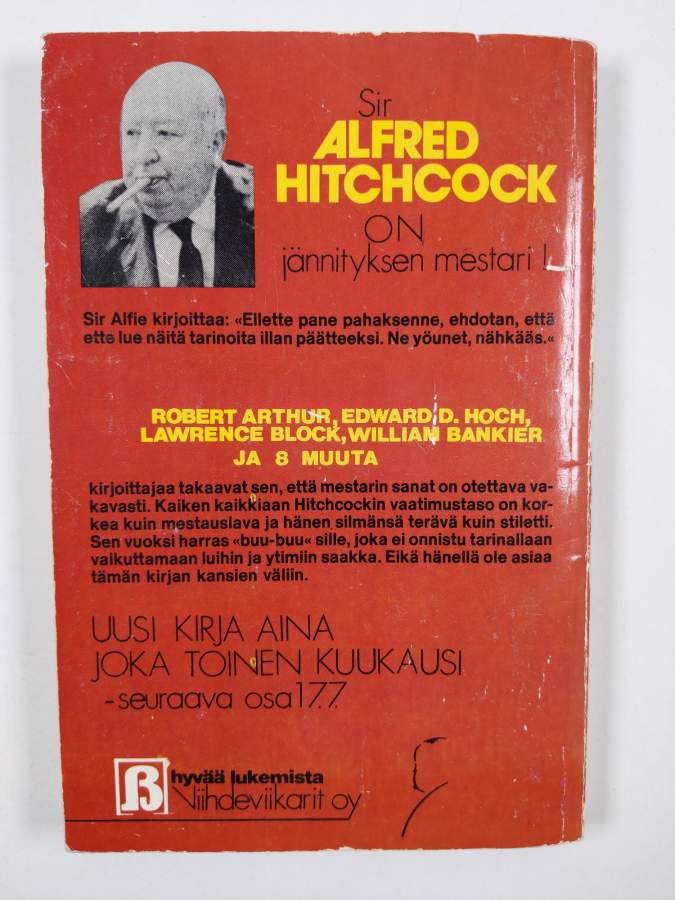 Sir
ALFRED
HITCHCOCK
ON
jännityksen mestari!
Sir Alfie kirjoittaa: «Ellette pane pahaksenne, ehdotan, että
ette lue näitä tarinoita illan päätteeksi. Ne yöunet, nähkääs.«
ROBERT ARTHUR, EDWARD D. HOCH,
LAWRENCE BLOCK, WILLIAM BANKIER
JA 8 MUUTA
kirjoittajaa takaavat sen, että mestarin sanat on otettava va-
kavasti. Kaiken kaikkiaan Hitchcockin vaatimustaso on kor-
kea kuin mestauslava ja hänen silmänsä terävä kuin stiletti.
Sen vuoksi harras «buu-buu« sille, joka ei onnistu tarinallaan
vaikuttamaan luihin ja ytimiin saakka. Eikä hänellä ole asiaa
tämän kirjan kansien väliin.
UUSI KIRJA AINA
JOKA TOINEN KUUKAUSI
- seuraava osa 17.7.
hyvää lukemista
Viihdeviikarit oy